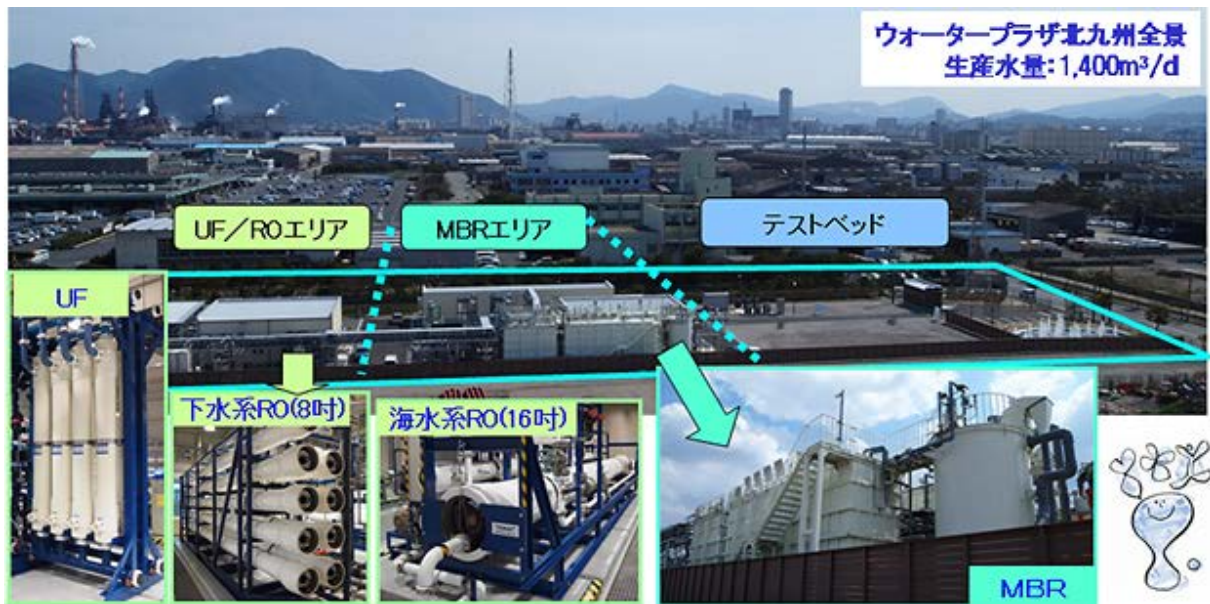 ウォータープラザ北九州全景
生産水量：1,400m³/d
UF／ROエリア
MBRエリア
テストベッド
UF
下水系RO(8吋)
海水系RO(16吋)
MBR